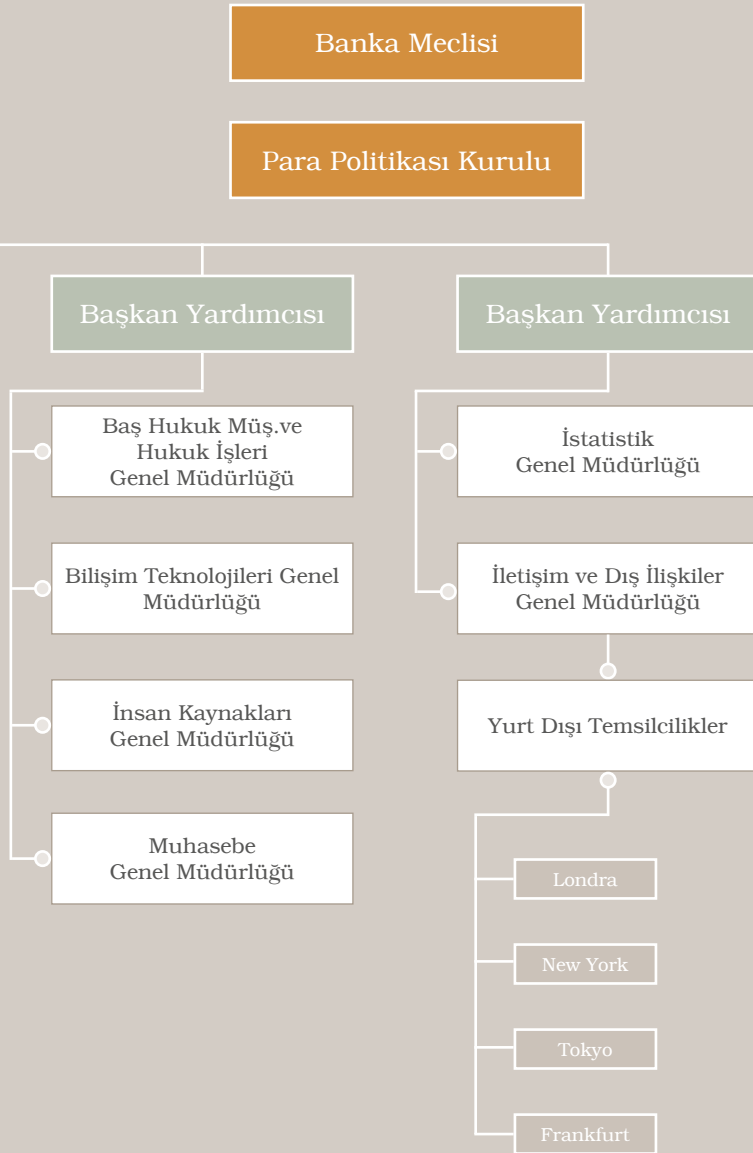 Banka Meclisi
Para Politikası Kurulu
Başkan Yardımcısı
Baş Hukuk Müş.ve
Hukuk İşleri
Genel Müdürlüğü
Bilişim Teknolojileri Genel
Müdürlüğü
İnsan Kaynakları
Genel Müdürlüğü
Muhasebe
Genel Müdürlüğü
Başkan Yardımcısı
İstatistik
Genel Müdürlüğü
İletişim ve Dış İlişkiler
Genel Müdürlüğü
Yurt Dışı Temsilcilikler
Londra
New York
Tokyo
Frankfurt